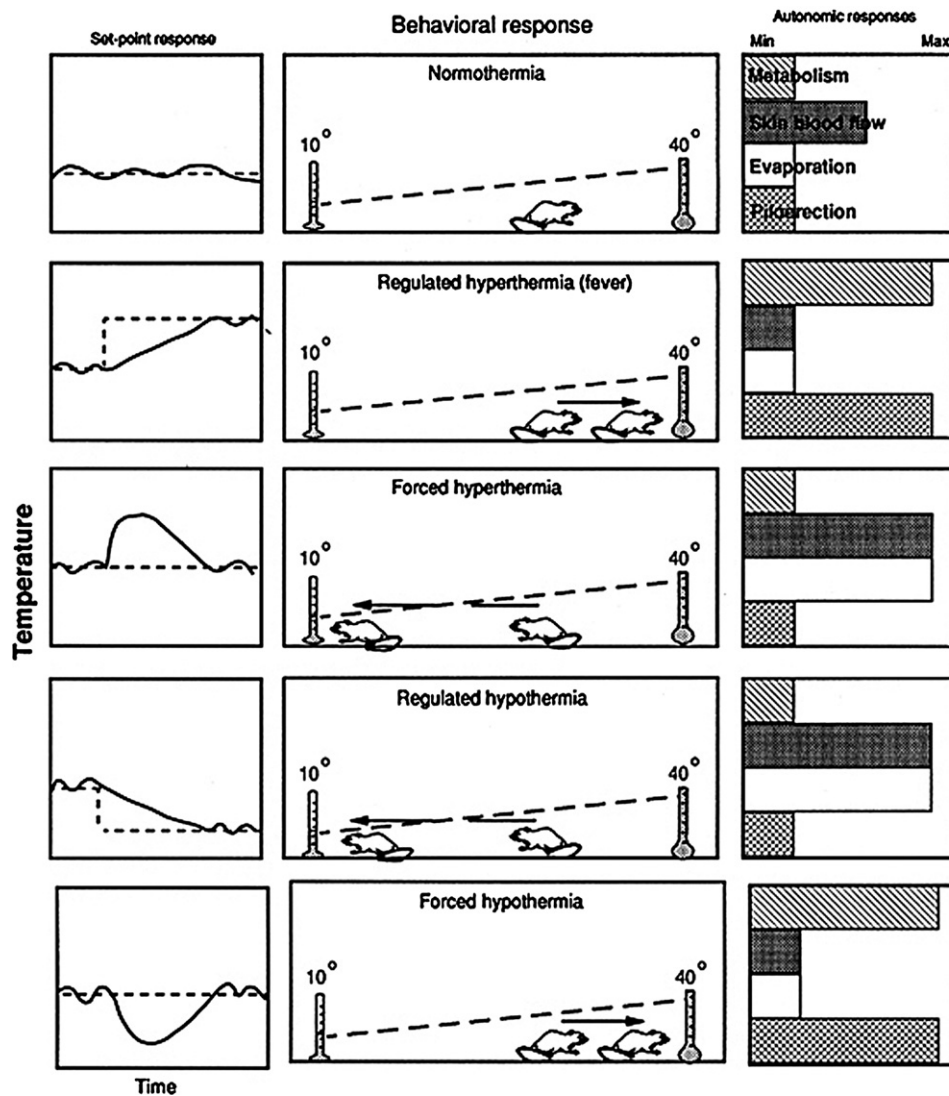 Set-point response
Behavioral response
Autonomic responses
Min Max
Normothermia
10°
40°
Metabolism
Skin blood flow
Evaporation
Piloerection
Regulated hyperthermia (fever)
10°
40°
Forced hyperthermia
10°
40°
Temperature
Regulated hypothermia
10°
40°
Forced hypothermia
10°
40°
Time